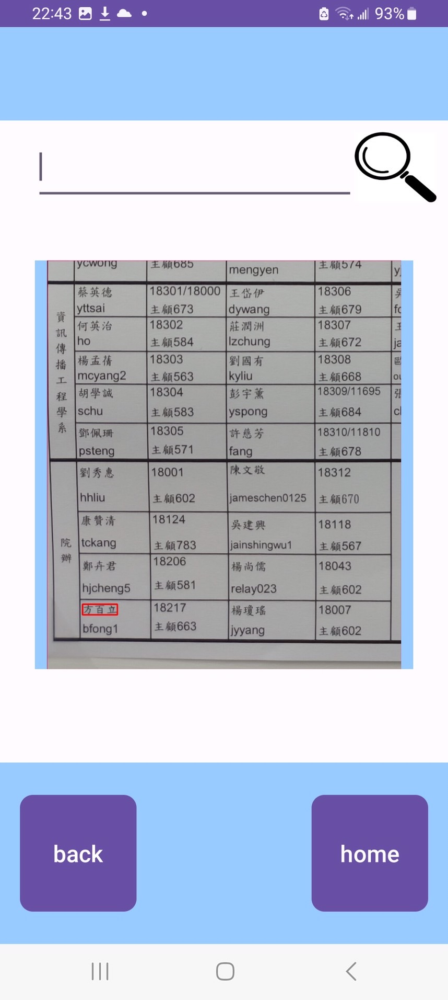 22:43 93%
ycwong 主顧685 mengyen 主顧574
資訊傳播工程學系
蔡英德 18301/18000 王岱伊 18306
yttsai 主顧673 dywang 主顧679
何英治 18302 莊潤洲 18307
ho 主顧584 lzchung 主顧672
楊孟蒨 18303 劉國有 18308
mcyang2 主顧563 kyliu 主顧668
胡學誠 18304 彭宇薰 18309/11695
schu 主顧583 yspong 主顧684
鄧佩珊 18305 許慈芳 18310/11810
psteng 主顧571 fang 主顧678
院辦
劉秀惠 18001 陳文敬 18312
hhliu 主顧602 jameschen0125 主顧670
康贊清 18124 吳建興 18118
tckang 主顧783 jainshingwu1 主顧567
鄭卉君 18206 楊尚儒 18043
hjcheng5 主顧581 relay023 主顧602
方百立 18217 楊瓊瑤 18007
bfong1 主顧663 jyyang 主顧602
back home